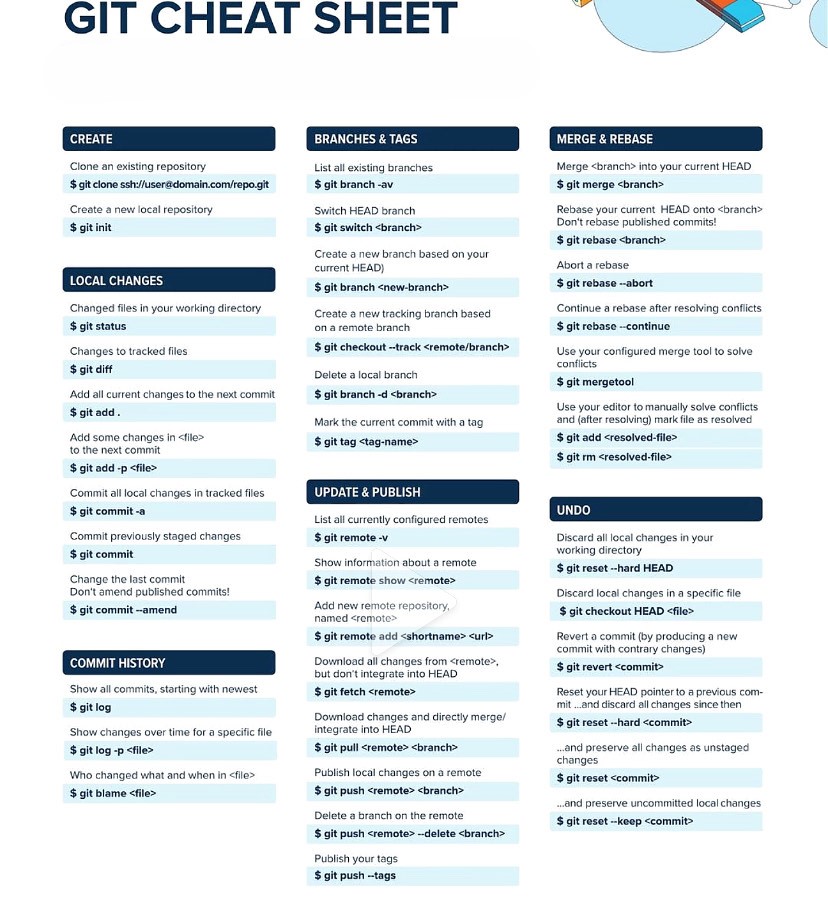 GIT CHEAT SHEET
CREATE
Clone an existing repository
$ git clone ssh://user@domain.com/repo.git
Create a new local repository
$ git init
LOCAL CHANGES
Changed files in your working directory
$ git status
Changes to tracked files
$ git diff
Add all current changes to the next commit
$ git add .
Add some changes in <file>
to the next commit
$ git add -p <file>
Commit all local changes in tracked files
$ git commit -a
Commit previously staged changes
$ git commit
Change the last commit
Don't amend published commits!
$ git commit --amend
COMMIT HISTORY
Show all commits, starting with newest
$ git log
Show changes over time for a specific file
$ git log -p <file>
Who changed what and when in <file>
$ git blame <file>
BRANCHES & TAGS
List all existing branches
$ git branch -av
Switch HEAD branch
$ git switch <branch>
Create a new branch based on your
current HEAD)
$ git branch <new-branch>
Create a new tracking branch based
on a remote branch
$ git checkout --track <remote/branch>
Delete a local branch
$ git branch -d <branch>
Mark the current commit with a tag
$ git tag <tag-name>
UPDATE & PUBLISH
List all currently configured remotes
$ git remote -v
Show information about a remote
$ git remote show <remote>
Add new remote repository,
named <remote>
$ git remote add <shortname> <url>
Download all changes from <remote>,
but don't integrate into HEAD
$ git fetch <remote>
Download changes and directly merge/
integrate into HEAD
$ git pull <remote> <branch>
Publish local changes on a remote
$ git push <remote> <branch>
Delete a branch on the remote
$ git push <remote> --delete <branch>
Publish your tags
$ git push --tags
MERGE & REBASE
Merge <branch> into your current HEAD
$ git merge <branch>
Rebase your current HEAD onto <branch>
Don't rebase published commits!
$ git rebase <branch>
Abort a rebase
$ git rebase --abort
Continue a rebase after resolving conflicts
$ git rebase --continue
Use your configured merge tool to solve
conflicts
$ git mergetool
Use your editor to manually solve conflicts
and (after resolving) mark file as resolved
$ git add <resolved-file>
$ git rm <resolved-file>
UNDO
Discard all local changes in your
working directory
$ git reset --hard HEAD
Discard local changes in a specific file
$ git checkout HEAD <file>
Revert a commit (by producing a new
commit with contrary changes)
$ git revert <commit>
Reset your HEAD pointer to a previous com-
mit ...and discard all changes since then
$ git reset --hard <commit>
...and preserve all changes as unstaged
changes
$ git reset <commit>
...and preserve uncommitted local changes
$ git reset --keep <commit>